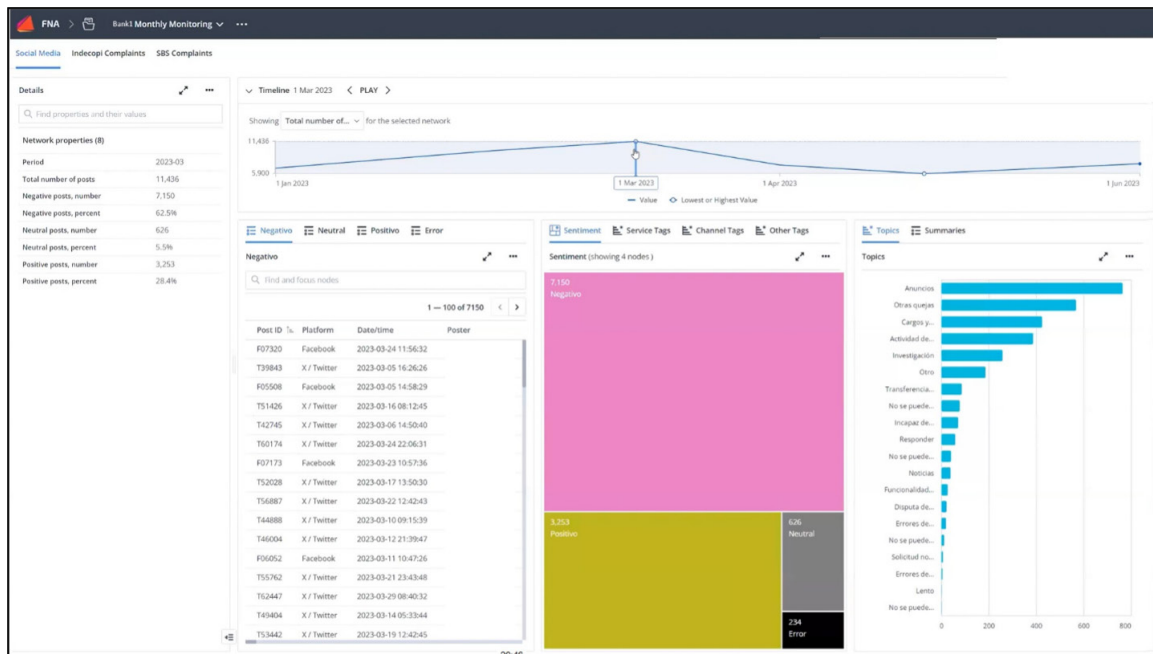 FNA > Bank1 Monthly Monitoring
Social Media Indecopi Complaints SBS Complaints
Details
Find properties and their values
Network properties (8)
Period 2023-03
Total number of posts 11,436
Negative posts, number 7,150
Negative posts, percent 62.5%
Neutral posts, number 626
Neutral posts, percent 5.5%
Positive posts, number 3,253
Positive posts, percent 28.4%
Timeline 1 Mar 2023 < PLAY >
Showing Total number of... for the selected network
11,436
5,900
1 Jan 2023 1 Mar 2023 1 Apr 2023 1 Jun 2023
Value Lowest or Highest Value
Negativo Neutral Positivo Error
Negativo
Find and focus nodes
1 — 100 of 7150 < >
Post ID Platform Date/time Poster
F07320 Facebook 2023-03-24 11:56:32
T39843 X / Twitter 2023-03-05 16:26:26
F05508 Facebook 2023-03-05 14:58:29
T51426 X / Twitter 2023-03-16 08:12:45
T42745 X / Twitter 2023-03-06 14:50:40
T60174 X / Twitter 2023-03-24 22:06:31
F07173 Facebook 2023-03-23 10:57:36
T52028 X / Twitter 2023-03-17 13:50:30
T56887 X / Twitter 2023-03-22 12:42:43
T44888 X / Twitter 2023-03-10 09:15:39
T46004 X / Twitter 2023-03-12 21:39:47
F06052 Facebook 2023-03-11 10:47:26
T55762 X / Twitter 2023-03-21 23:43:48
T62447 X / Twitter 2023-03-29 08:40:32
T49404 X / Twitter 2023-03-14 05:33:44
T53442 X / Twitter 2023-03-19 12:42:45
Sentiment Service Tags Channel Tags Other Tags
Sentiment (showing 4 nodes )
7,150
Negativo
3,253
Positivo
626
Neutral
234
Error
Topics Summaries
Topics
Anuncios
Otras quejas
Cargos y...
Actividad de...
Investigación
Otro
Transferencia...
No se puede...
Incapaz de...
Responder
No se puede...
Noticias
Funcionalidad...
Disputa de...
Errores de...
No se puede...
Solicitud no...
Errores de...
Lento
No se puede...
0 200 400 600 800